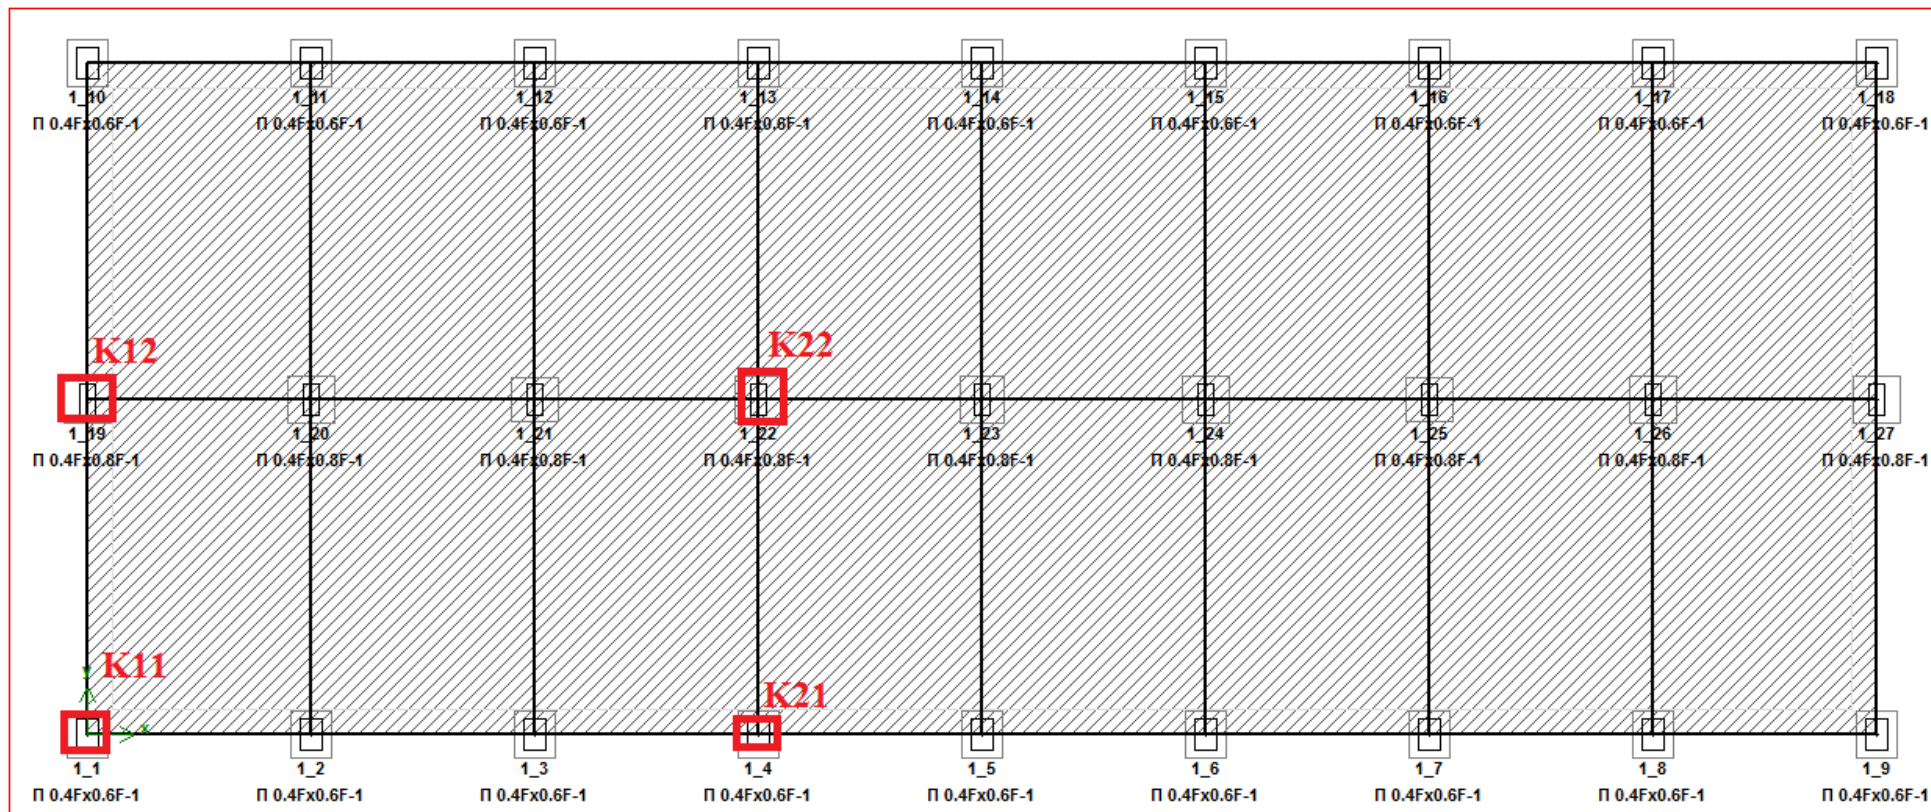 1_10 1_11 1_12 1_13 1_14 1_15 1_16 1_17 1_18
П 0.4Fx0.6F-1 П 0.4Fx0.6F-1 П 0.4Fx0.6F-1 П 0.4Fx0.6F-1 П 0.4Fx0.6F-1 П 0.4Fx0.6F-1 П 0.4Fx0.6F-1 П 0.4Fx0.6F-1 П 0.4Fx0.6F-1
K12 K22
1_19 1_20 1_21 1_22 1_23 1_24 1_25 1_26 1_27
П 0.4Fx0.8F-1 П 0.4Fx0.8F-1 П 0.4Fx0.8F-1 П 0.4Fx0.8F-1 П 0.4Fx0.8F-1 П 0.4Fx0.8F-1 П 0.4Fx0.8F-1 П 0.4Fx0.8F-1 П 0.4Fx0.8F-1
K11
y
K21
x
1_1 1_2 1_3 1_4 1_5 1_6 1_7 1_8 1_9
П 0.4Fx0.6F-1 П 0.4Fx0.6F-1 П 0.4Fx0.6F-1 П 0.4Fx0.6F-1 П 0.4Fx0.6F-1 П 0.4Fx0.6F-1 П 0.4Fx0.6F-1 П 0.4Fx0.6F-1 П 0.4Fx0.6F-1